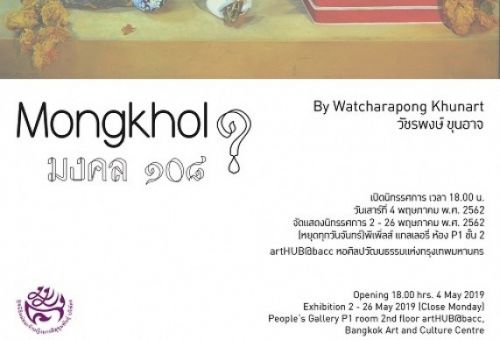 Mongkhol ?
มงคล ๑๐๘
By Watcharapong Khunart
วัชรพงษ์ ขุนอาจ
เปิดนิทรรศการ เวลา 18.00 น.
วันเสาร์ที่ 4 พฤษภาคม พ.ศ. 2562
จัดแสดงนิทรรศการ 2 - 26 พฤษภาคม พ.ศ. 2562
(หยุดทุกวันจันทร์)พีเพิ่ลส์ แกลเลอรี่ ห้อง P1 ชั้น 2
artHUB@bacc หอศิลปวัฒนธรรมแห่งกรุงเทพมหานคร
Opening 18.00 hrs. 4 May 2019
Exhibition 2 - 26 May 2019 (Close Monday)
People's Gallery P1 room 2nd floor artHUB@bacc,
Bangkok Art and Culture Centre